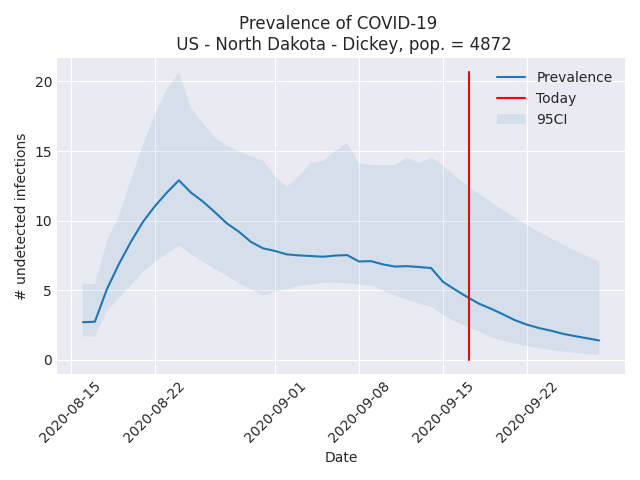 Prevalence of COVID-19
US - North Dakota - Dickey, pop. = 4872
Prevalence
Today
95CI
# undetected infections
20
15
10
5
0
2020-08-15
2020-08-22
2020-09-01
2020-09-08
2020-09-15
2020-09-22
Date